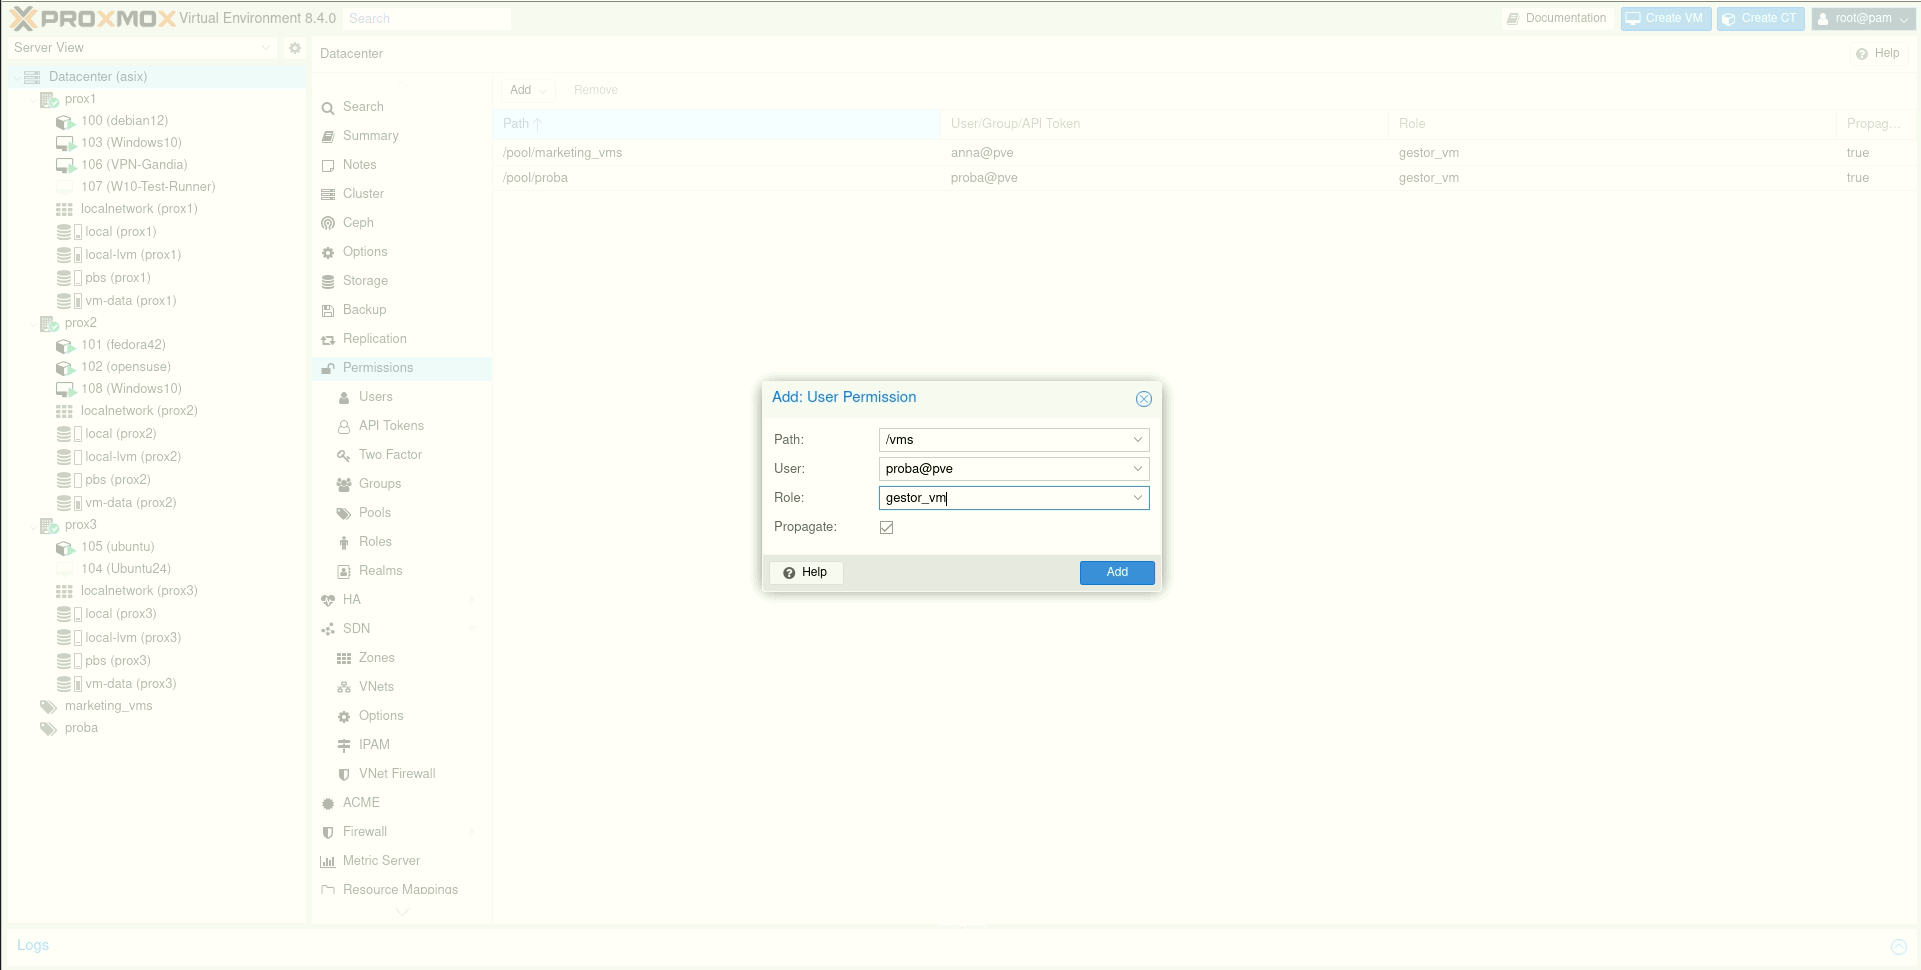 PROXMOX Virtual Environment 8.4.0 Search Documentation Create VM Create CT root@pam
Server View
Datacenter Help
Datacenter (asix)
prox1
100 (debian12)
103 (Windows10)
106 (VPN-Gandia)
107 (W10-Test-Runner)
localnetwork (prox1)
local (prox1)
local-lvm (prox1)
pbs (prox1)
vm-data (prox1)
prox2
101 (fedora42)
102 (opensuse)
108 (Windows10)
localnetwork (prox2)
local (prox2)
local-lvm (prox2)
pbs (prox2)
vm-data (prox2)
prox3
105 (ubuntu)
104 (Ubuntu24)
localnetwork (prox3)
local (prox3)
local-lvm (prox3)
pbs (prox3)
vm-data (prox3)
marketing_vms
proba
Search
Summary
Notes
Cluster
Ceph
Options
Storage
Backup
Replication
Permissions
Users
API Tokens
Two Factor
Groups
Pools
Roles
Realms
HA
SDN
Zones
VNets
Options
IPAM
VNet Firewall
ACME
Firewall
Metric Server
Resource Mappings
Add Remove
Path User/Group/API Token Role Propag...
/pool/marketing_vms anna@pve gestor_vm true
/pool/proba proba@pve gestor_vm true
Add: User Permission
Path: /vms
User: proba@pve
Role: gestor_vm
Propagate:
Help Add
Logs